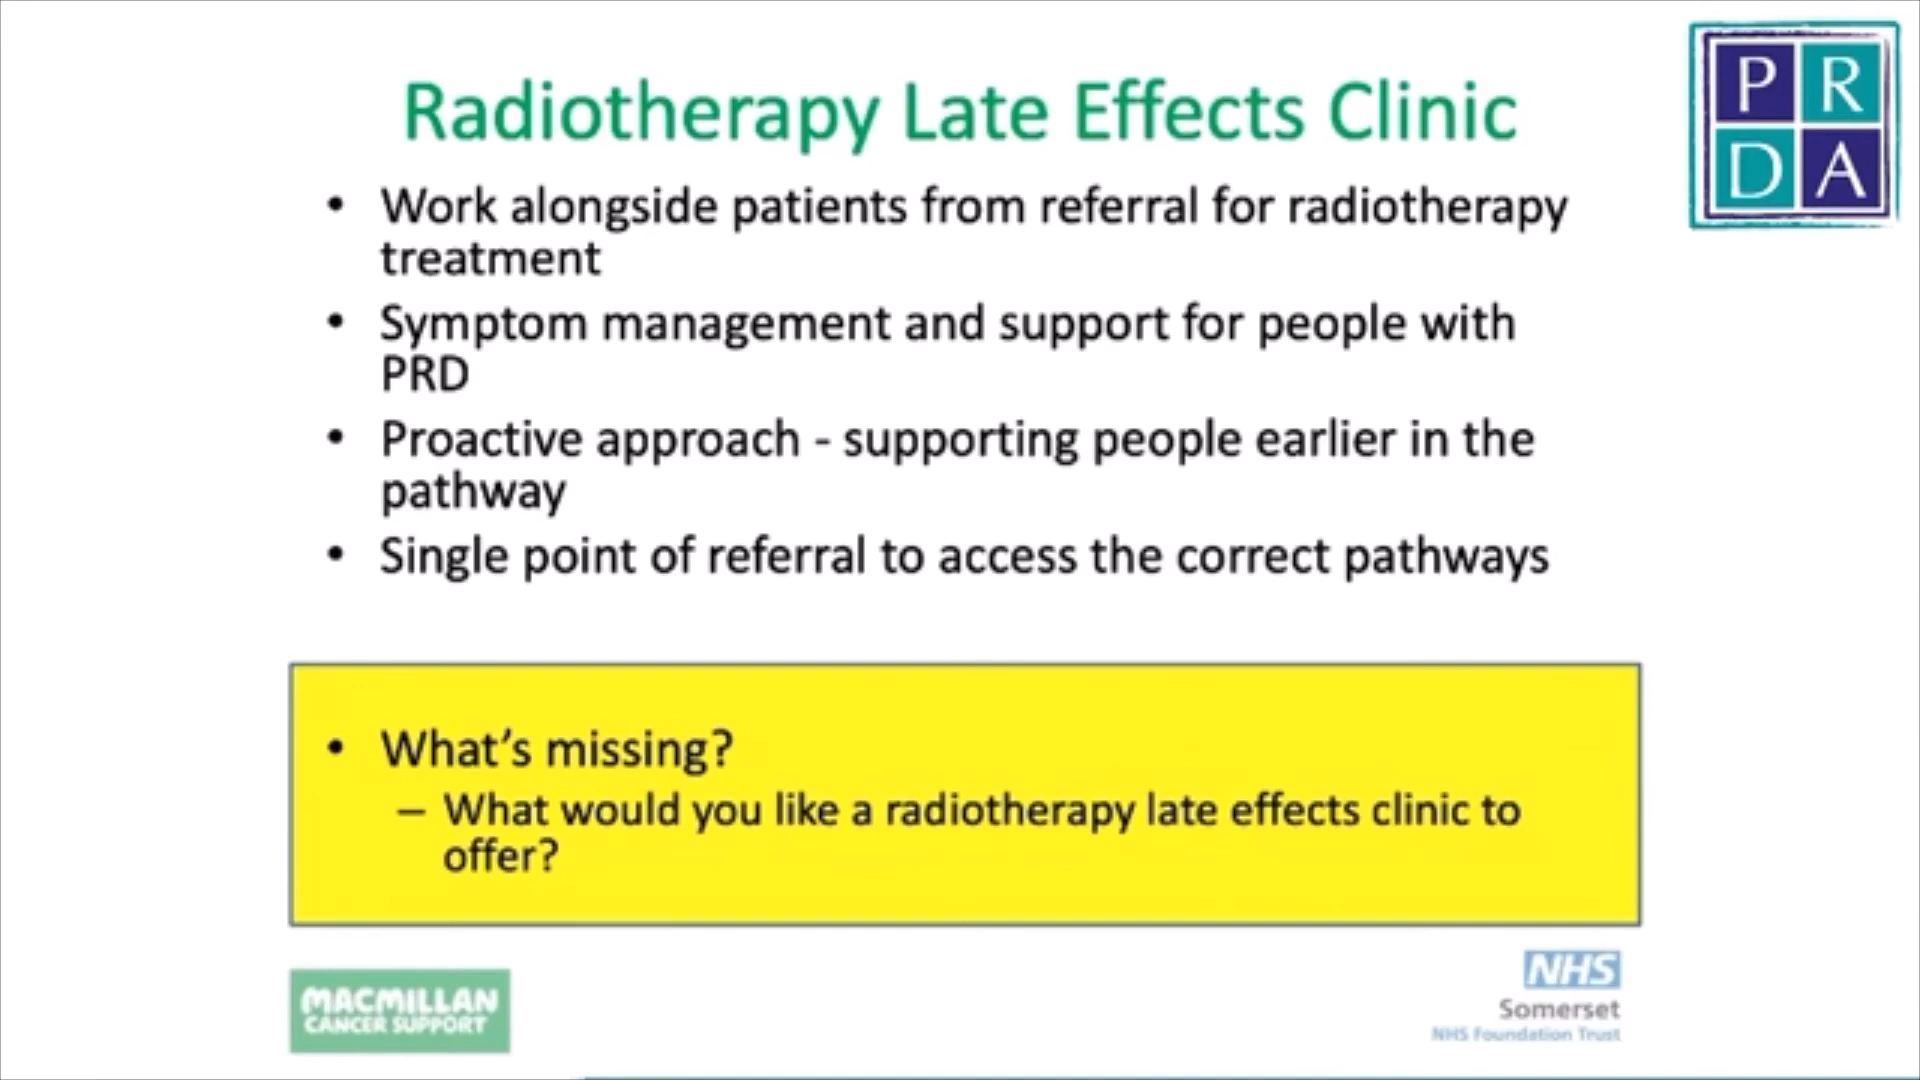 P R
D A
Radiotherapy Late Effects Clinic
• Work alongside patients from referral for radiotherapy
treatment
• Symptom management and support for people with
PRD
• Proactive approach - supporting people earlier in the
pathway
• Single point of referral to access the correct pathways
• What's missing?
– What would you like a radiotherapy late effects clinic to
offer?
MACMILLAN
CANCER SUPPORT
NHS
Somerset
NHS Foundation Trust